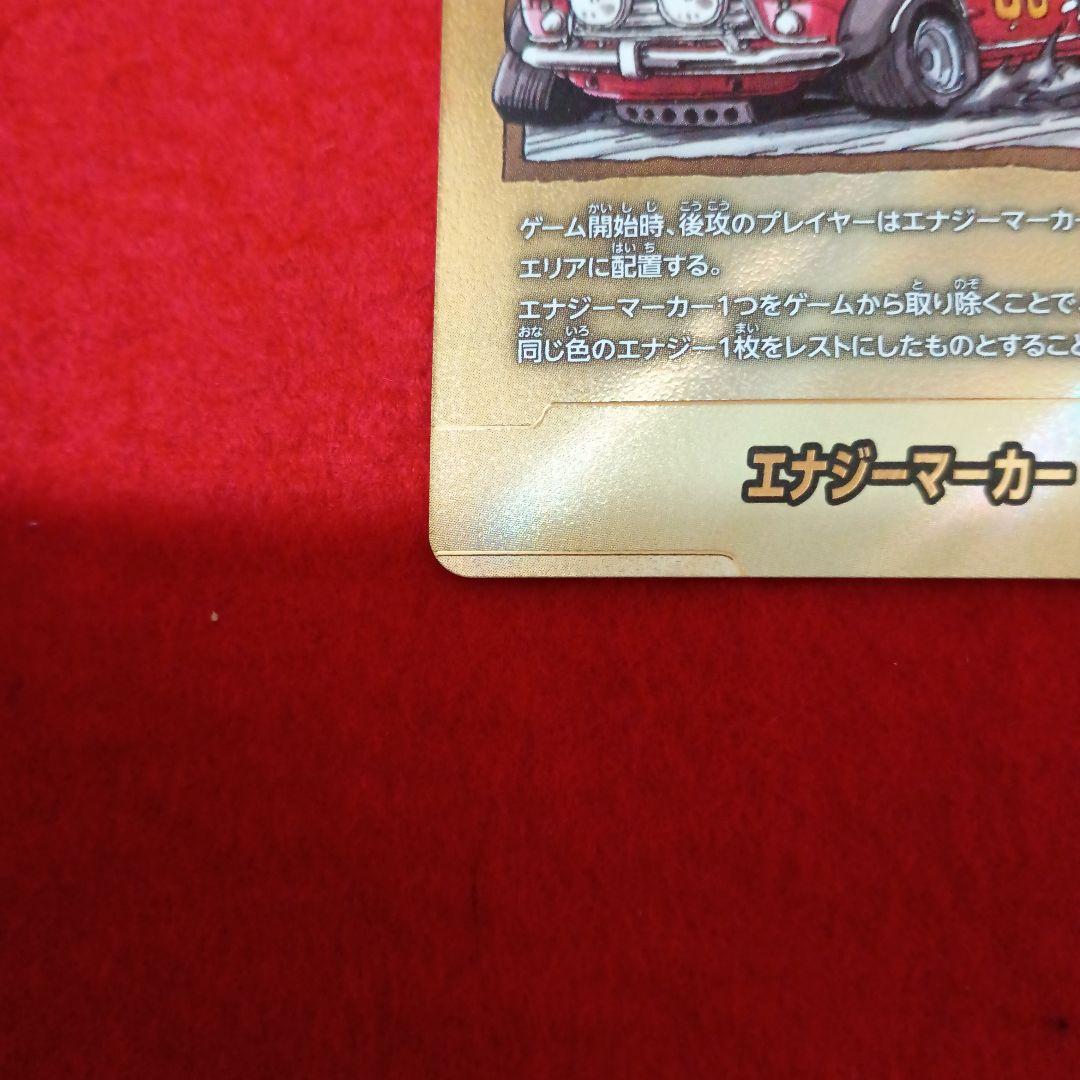 ゲーム開始時、後攻のプレイヤーはエナジーマーカー
エリアに配置する。
エナジーマーカー1つをゲームから取り除くことで、
同じ色のエナジー1枚をレストにしたものとすること
エナジーマーカー